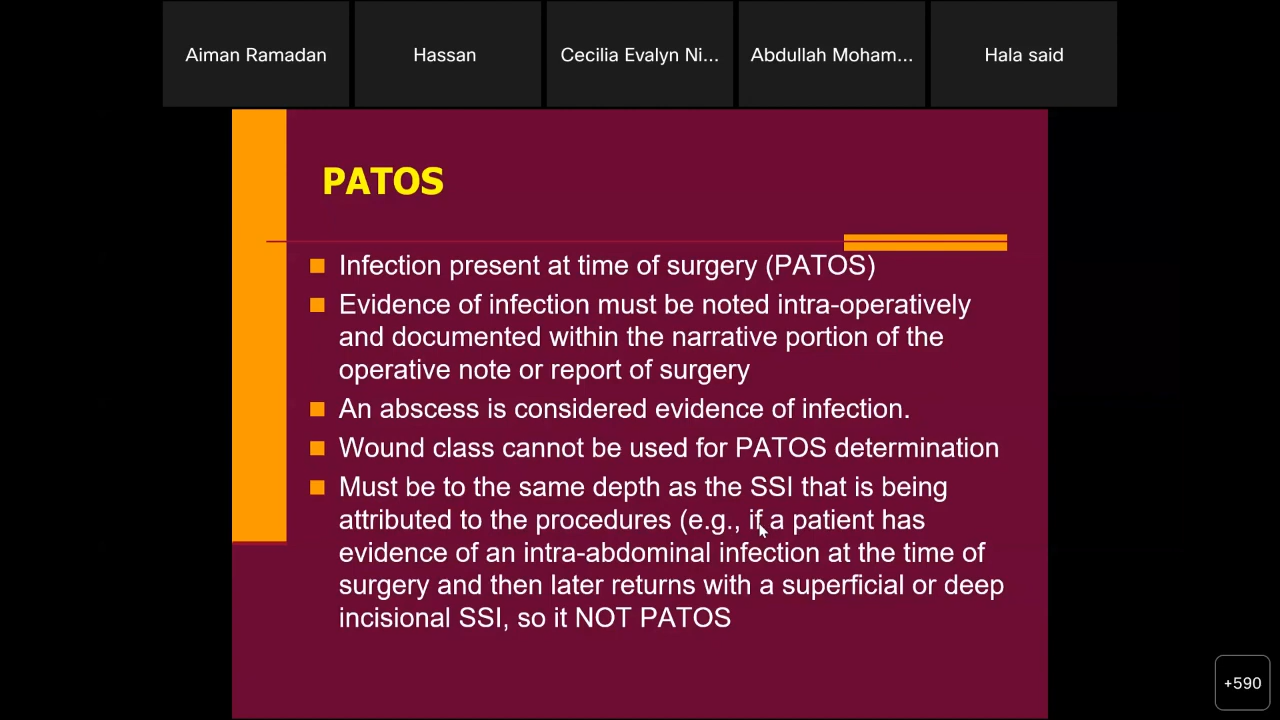 Aiman Ramadan
Hassan
Cecilia Evalyn Ni...
Abdullah Moham...
Hala said
PATOS
Infection present at time of surgery (PATOS)
Evidence of infection must be noted intra-operatively
and documented within the narrative portion of the
operative note or report of surgery
An abscess is considered evidence of infection.
Wound class cannot be used for PATOS determination
Must be to the same depth as the SSI that is being
attributed to the procedures (e.g., if a patient has
evidence of an intra-abdominal infection at the time of
surgery and then later returns with a superficial or deep
incisional SSI, so it NOT PATOS
+590